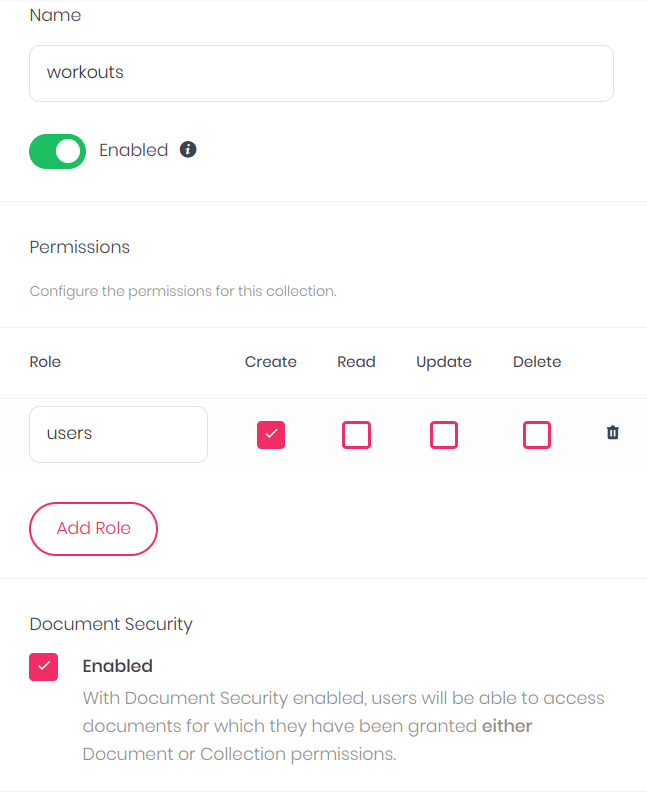 Name
workouts
Enabled
Permissions
Configure the permissions for this collection.
Role Create Read Update Delete
users
Add Role
Document Security
Enabled
With Document Security enabled, users will be able to access
documents for which they have been granted either
Document or Collection permissions.